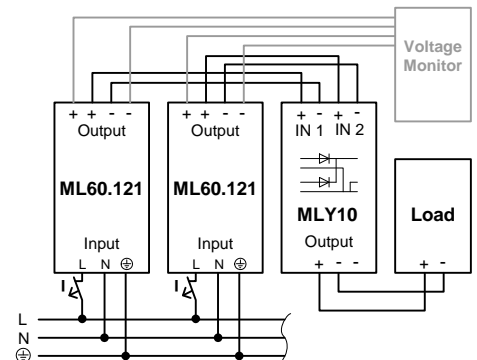 Voltage
Monitor
+ + - -
Output
ML60.121
Input
L N ⏚
I
+ + - -
Output
ML60.121
Input
L N ⏚
I
+ - + -
IN 1 IN 2
MLY10
Output
+ - -
Load
+ -
L
N
⏚